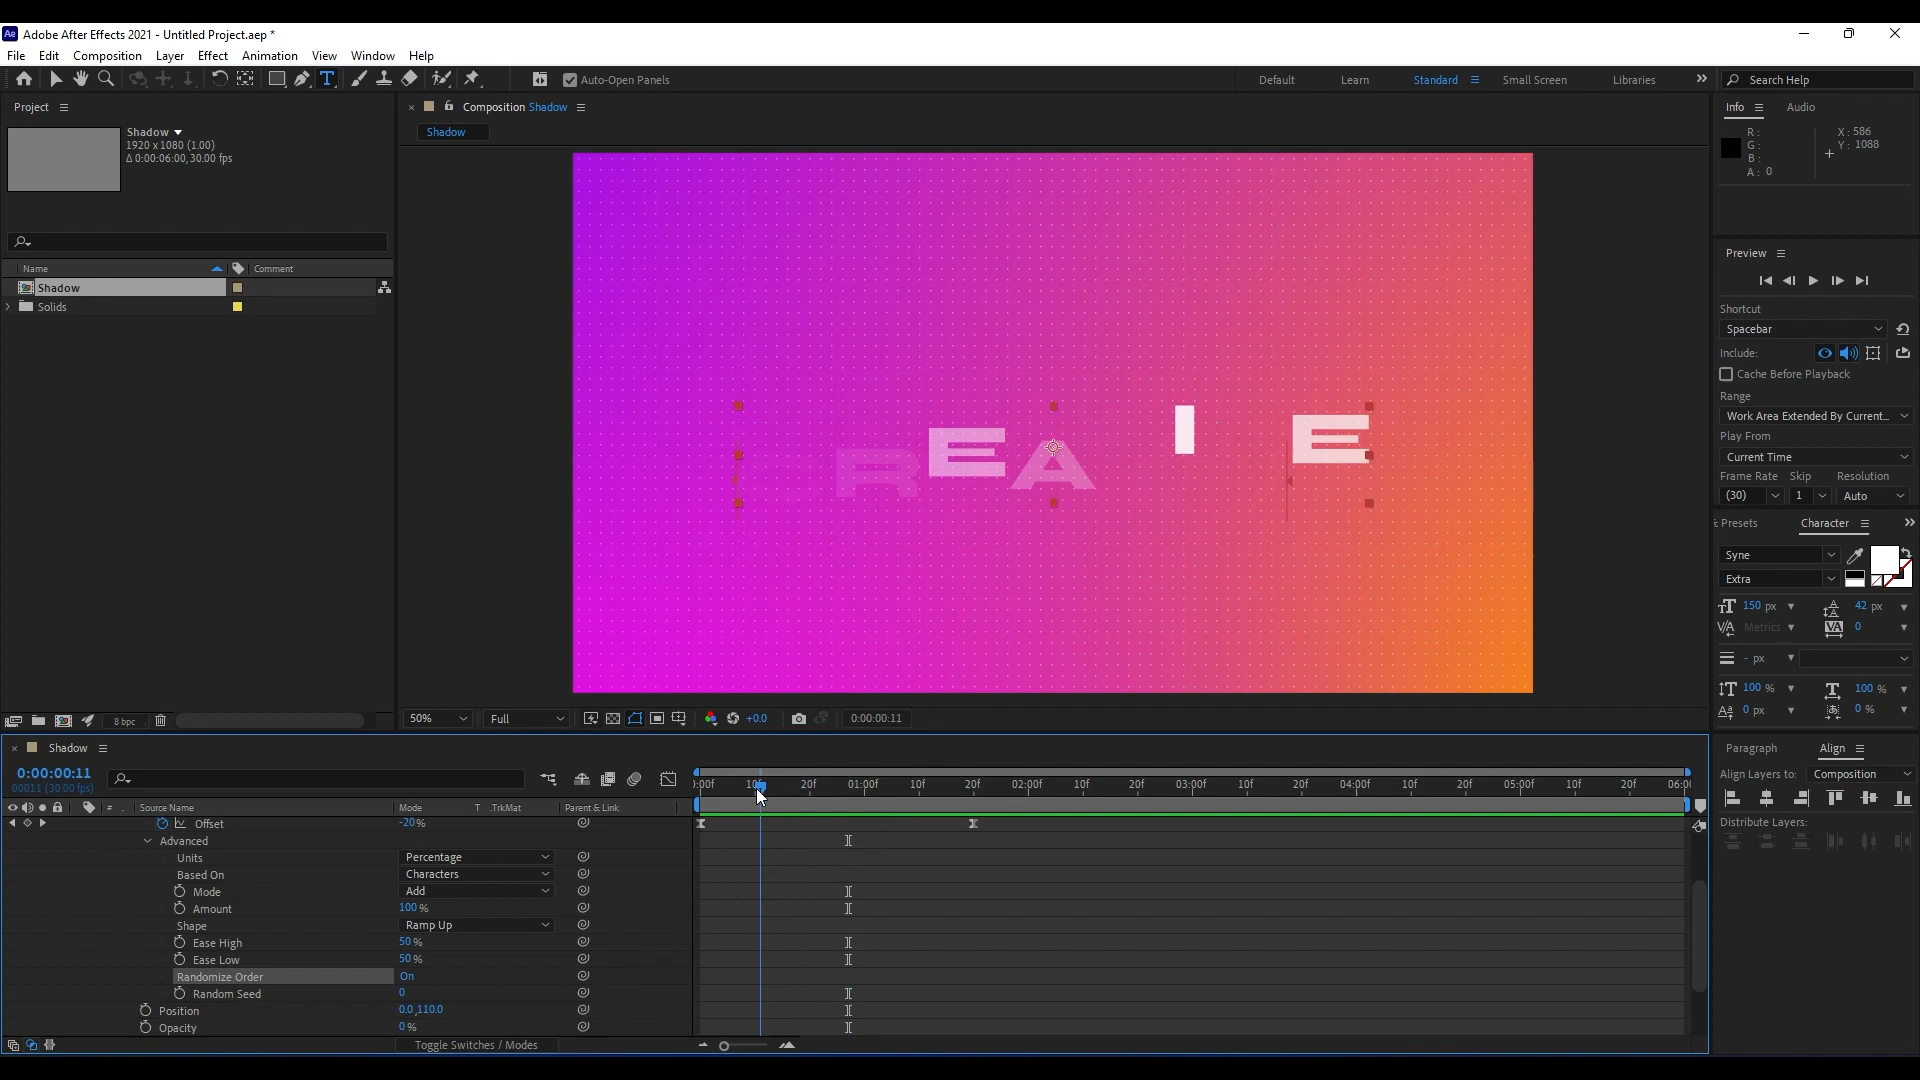 Adobe After Effects 2021 - Untitled Project.aep *
File Edit Composition Layer Effect Animation View Window Help
Auto-Open Panels
Default Learn Standard Small Screen Libraries Search Help
Project
Composition Shadow
Info Audio
Shadow
1920 x 1080 (1.00)
Δ 0:00:06:00, 30.00 fps
Shadow
R :
G :
B :
A : 0
X : 586
Y : 1088
Name Comment
Shadow
Solids
Preview
Shortcut
Spacebar
Include:
Cache Before Playback
Range
Work Area Extended By Current...
Play From
Current Time
Frame Rate Skip Resolution
(30) 1 Auto
REA I E
Presets Character
Syne
Extra
150 px 42 px
Metrics 0
- px
100 % 100 %
0 px 0 %
8 bpc
50% Full +0.0 0:00:00:11
Shadow
0:00:00:11
00011 (30.00 fps)
:00f 10f 20f 01:00f 10f 20f 02:00f 10f 20f 03:00f 10f 20f 04:00f 10f 20f 05:00f 10f 20f 06:00
# Source Name Mode T .TrkMat Parent & Link
Offset -20%
Advanced
Units Percentage
Based On Characters
Mode Add
Amount 100%
Shape Ramp Up
Ease High 50%
Ease Low 50%
Randomize Order On
Random Seed 0
Position 0.0,110.0
Opacity 0%
Toggle Switches / Modes
Paragraph Align
Align Layers to: Composition
Distribute Layers: